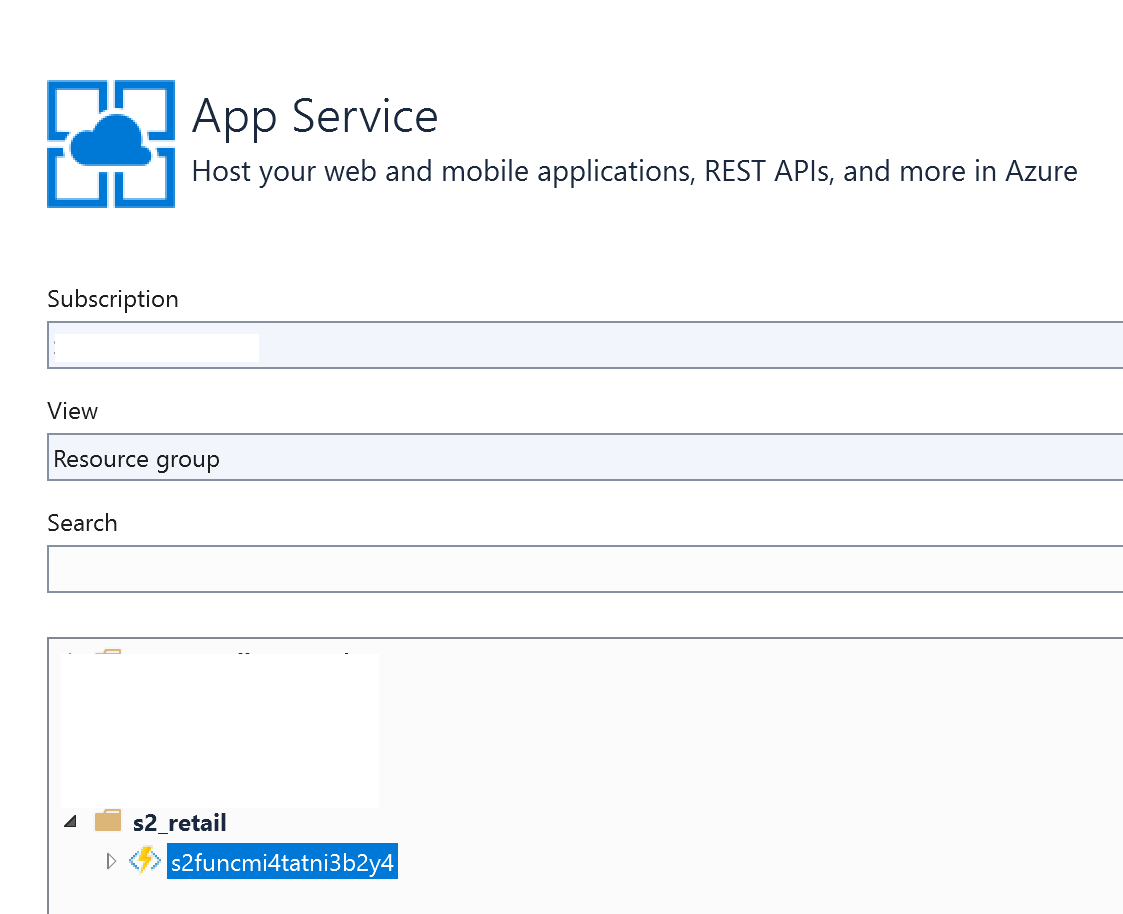 App Service
Host your web and mobile applications, REST APIs, and more in Azure
Subscription
View
Resource group
Search
s2_retail
s2funcmi4tatni3b2y4